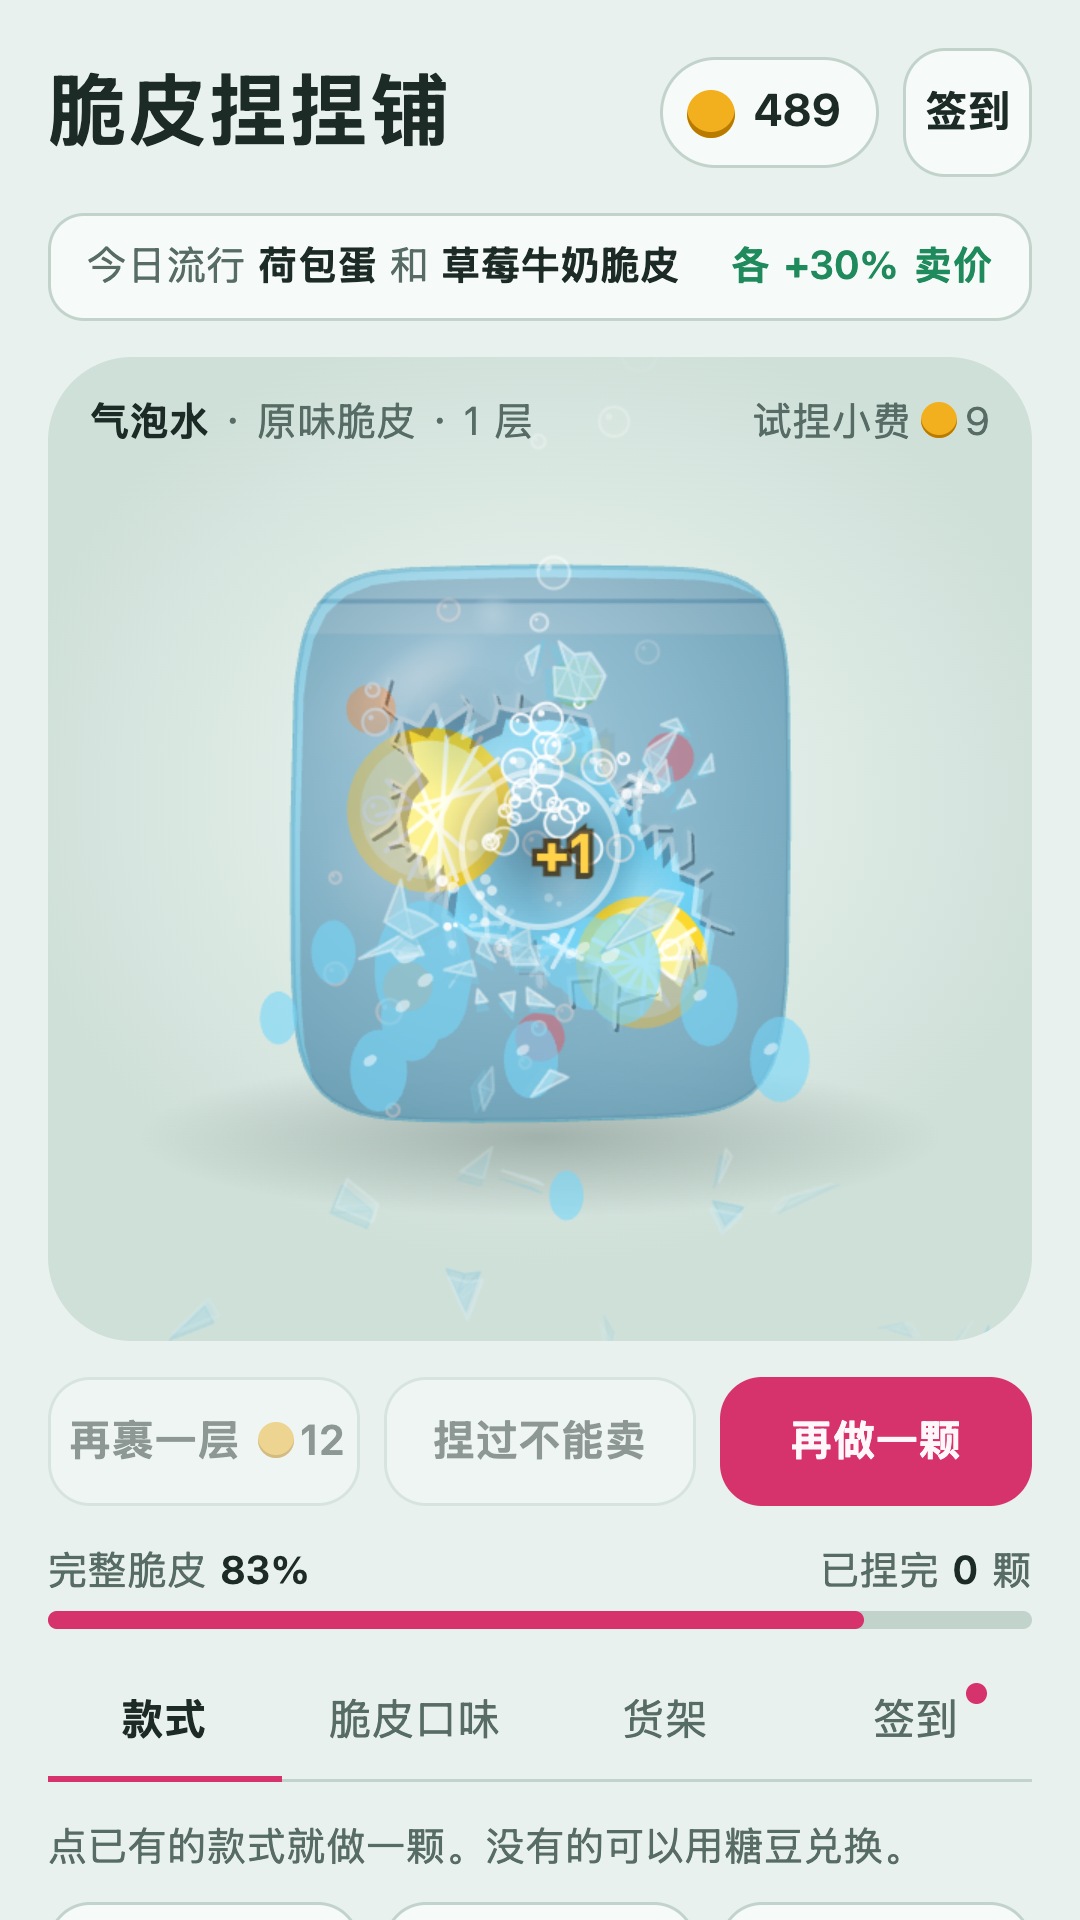 脆皮捏捏铺 489 签到
今日流行 荷包蛋 和 草莓牛奶脆皮 各 +30% 卖价
气泡水 · 原味脆皮 · 1 层 试捏小费 9
+1
再裹一层 12 捏过不能卖 再做一颗
完整脆皮 83% 已捏完 0 颗
款式 脆皮口味 货架 签到
点已有的款式就做一颗。没有的可以用糖豆兑换。